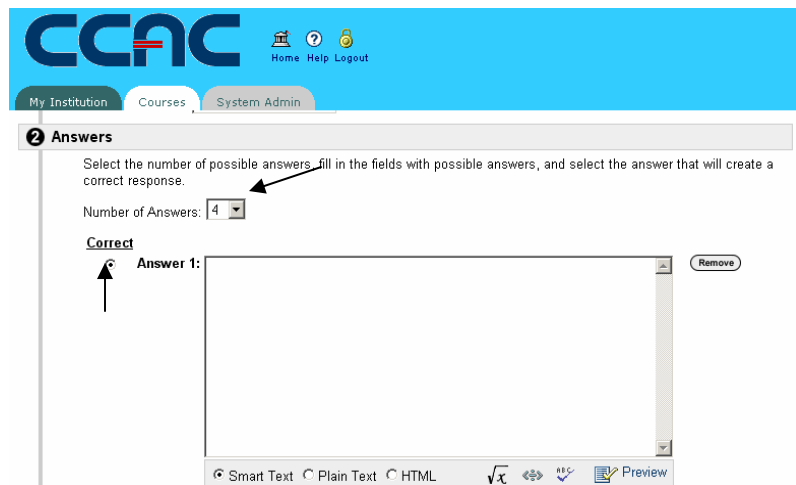 CCAC
Home Help Logout
My Institution Courses System Admin
2 Answers
Select the number of possible answers, fill in the fields with possible answers, and select the answer that will create a
correct response.
Number of Answers: 4
Correct
Answer 1: Remove
Smart Text Plain Text HTML √x ABC Preview